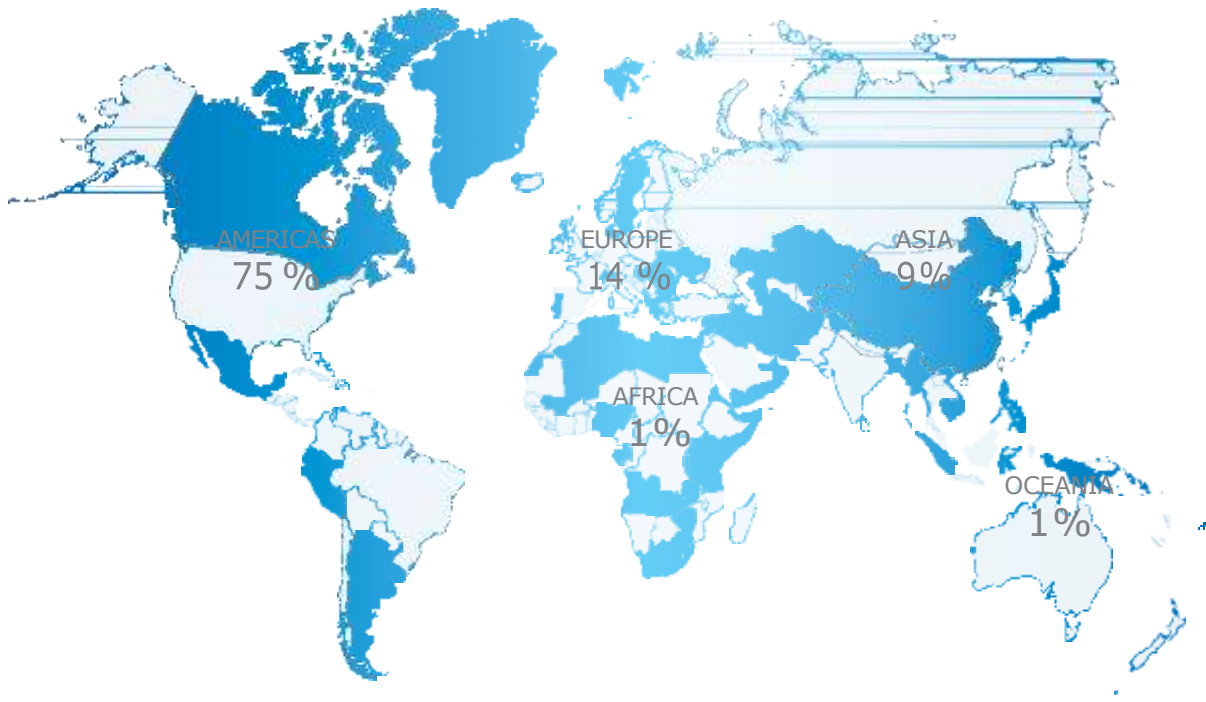 AMERICAS
75 %
EUROPE
14 %
ASIA
9 %
AFRICA
1 %
OCEANIA
1 %